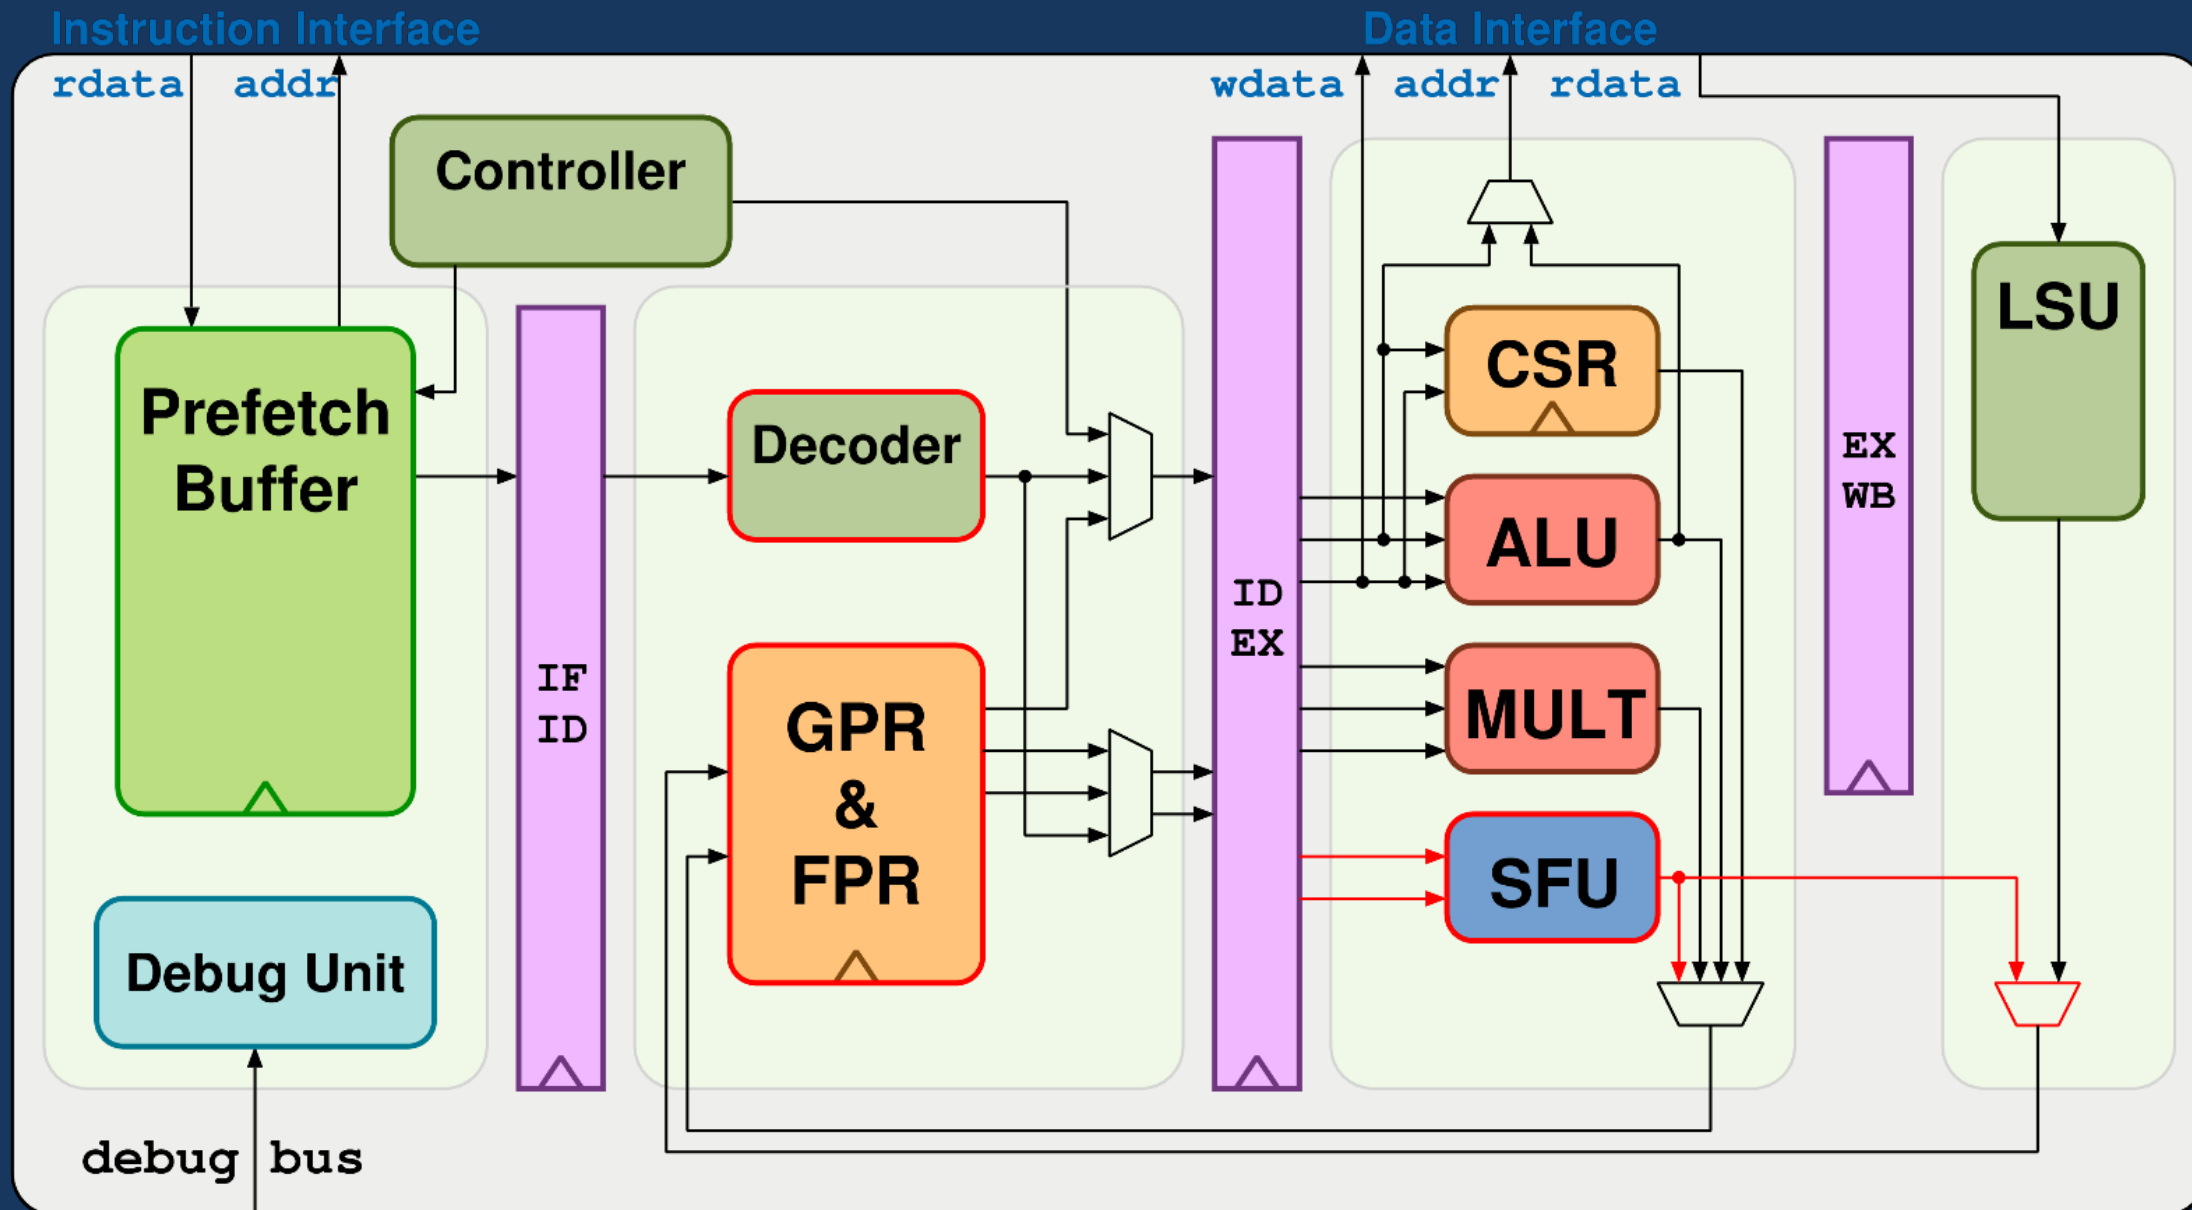 Instruction Interface
Data Interface
rdata addr
wdata addr rdata
Controller
Prefetch
Buffer
Debug Unit
debug bus
IF
ID
Decoder
GPR
&
FPR
ID
EX
CSR
ALU
MULT
SFU
EX
WB
LSU